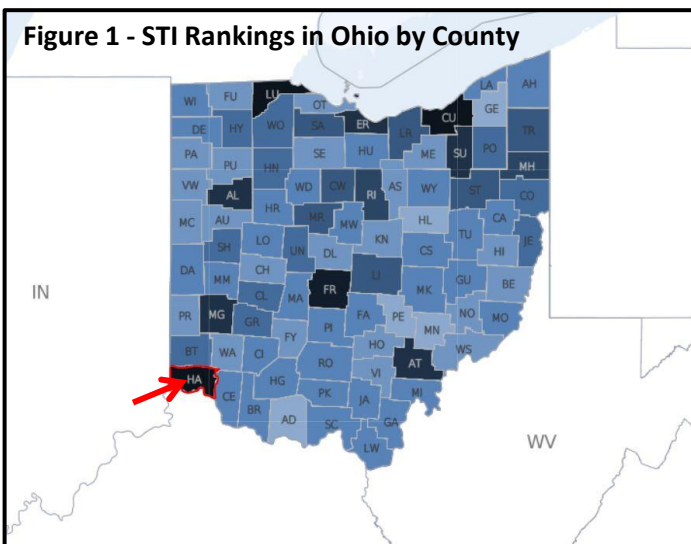 Figure 1 - STI Rankings in Ohio by County
LU
LA
AH
WI
FU
OT
GE
CU
DE
HY
WO
SA
ER
LR
TR
PA
PU
HN
SE
HU
ME
SU
PO
MH
VW
AL
WD
CW
RI
AS
WY
ST
CO
HR
MC
AU
MR
MW
HL
CA
JE
SH
LO
UN
DL
KN
CS
TU
HI
IN
DA
MM
CH
LI
GU
BE
FR
MK
CL
MA
PR
MG
GR
PI
FA
PE
MN
NO
MO
FY
HO
BT
WA
CI
RO
AT
WS
HA
VI
HG
CE
PK
JA
MI
BR
AD
SC
GA
LW
WV